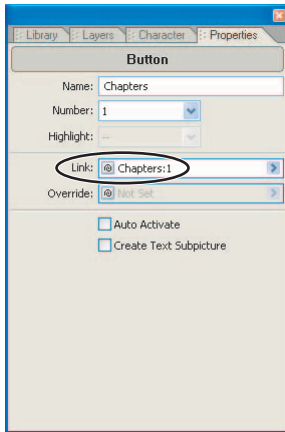 Library Layers Character Properties
Button
Name: Chapters
Number: 1
Highlight: --
Link: Chapters:1
Override: Not Set
Auto Activate
Create Text Subpicture